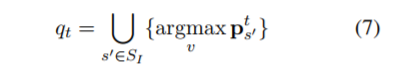 q_t = ⋃_{s'∈S_I} {argmax_v p^t_{s'}} (7)